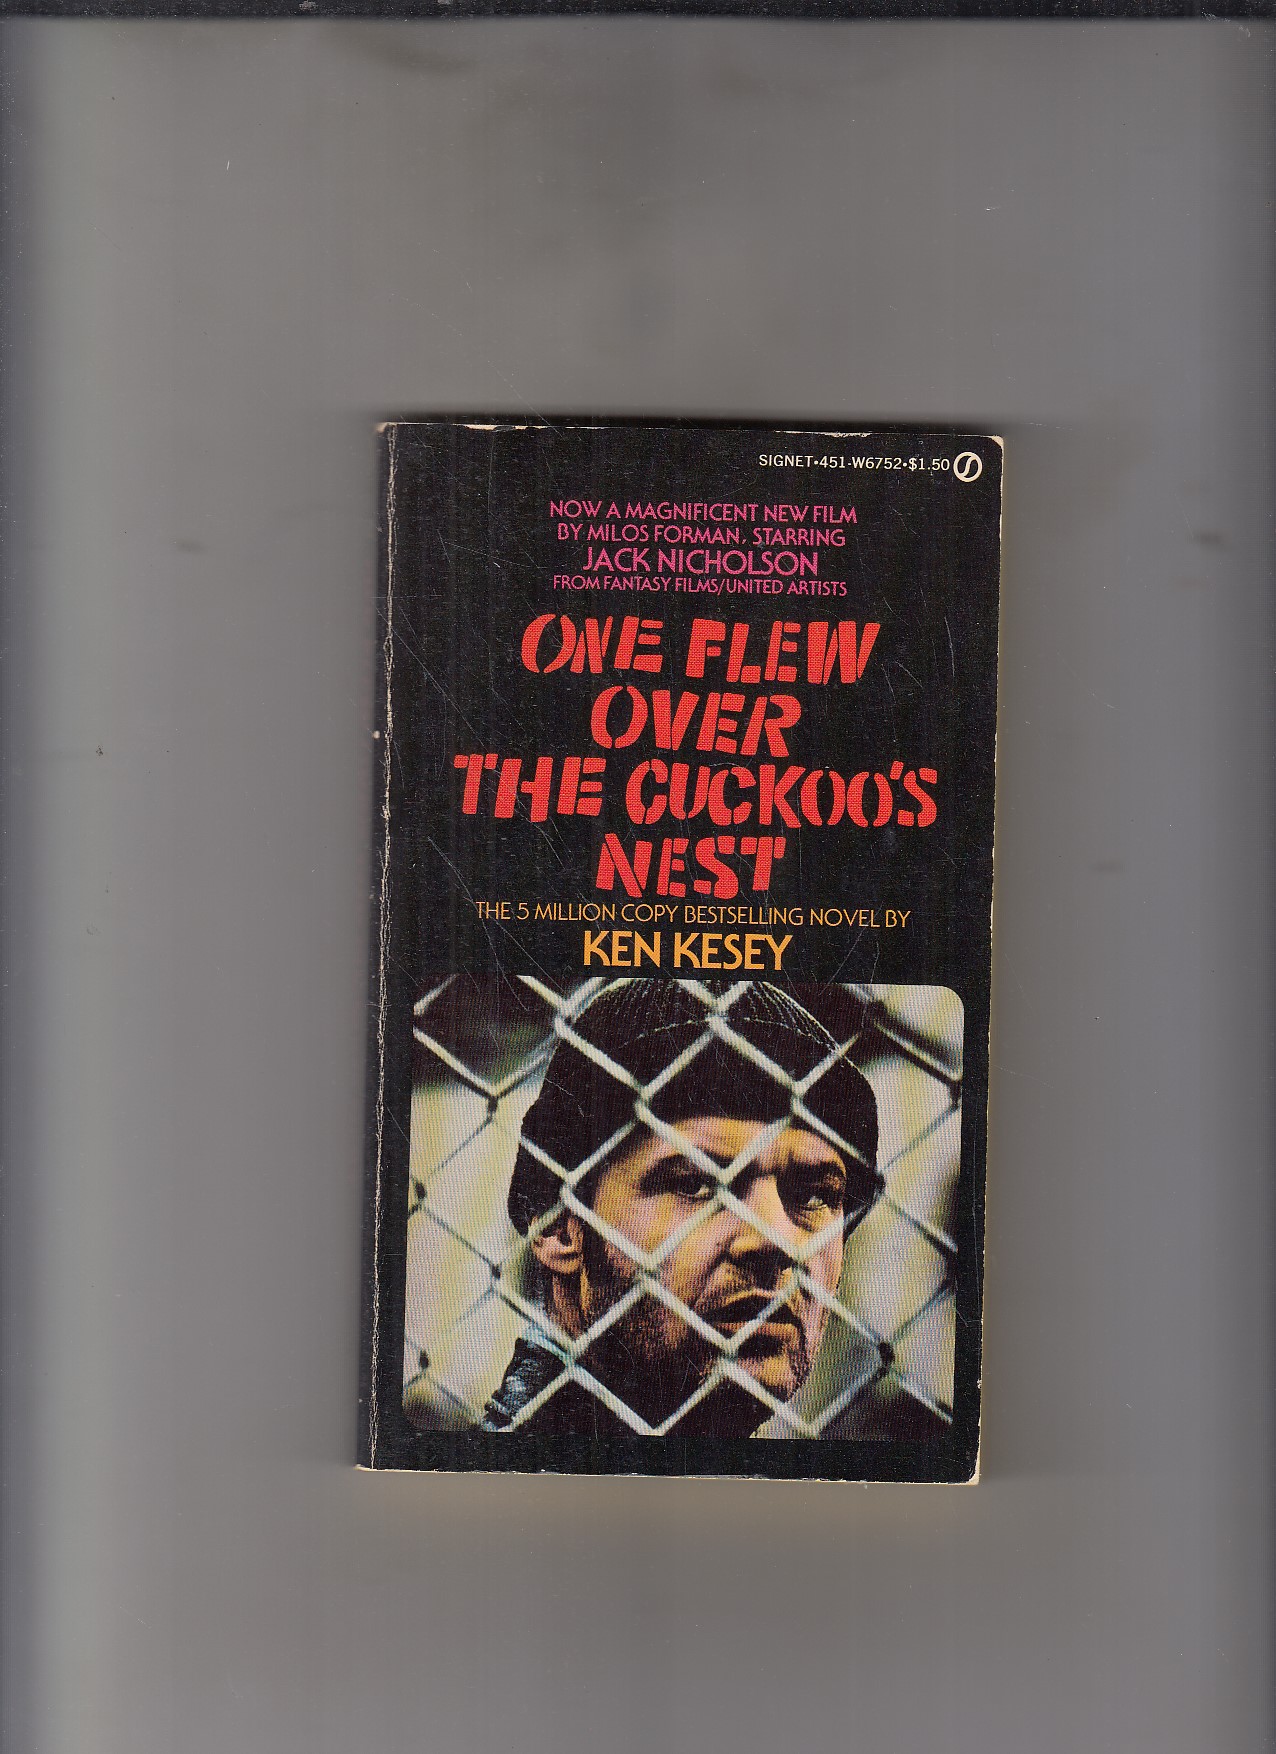 SIGNET•451-W6752•$1.50
NOW A MAGNIFICENT NEW FILM
BY MILOS FORMAN, STARRING
JACK NICHOLSON
FROM FANTASY FILMS/UNITED ARTISTS
ONE FLEW
OVER
THE CUCKOO'S
NEST
THE 5 MILLION COPY BESTSELLING NOVEL BY
KEN KESEY